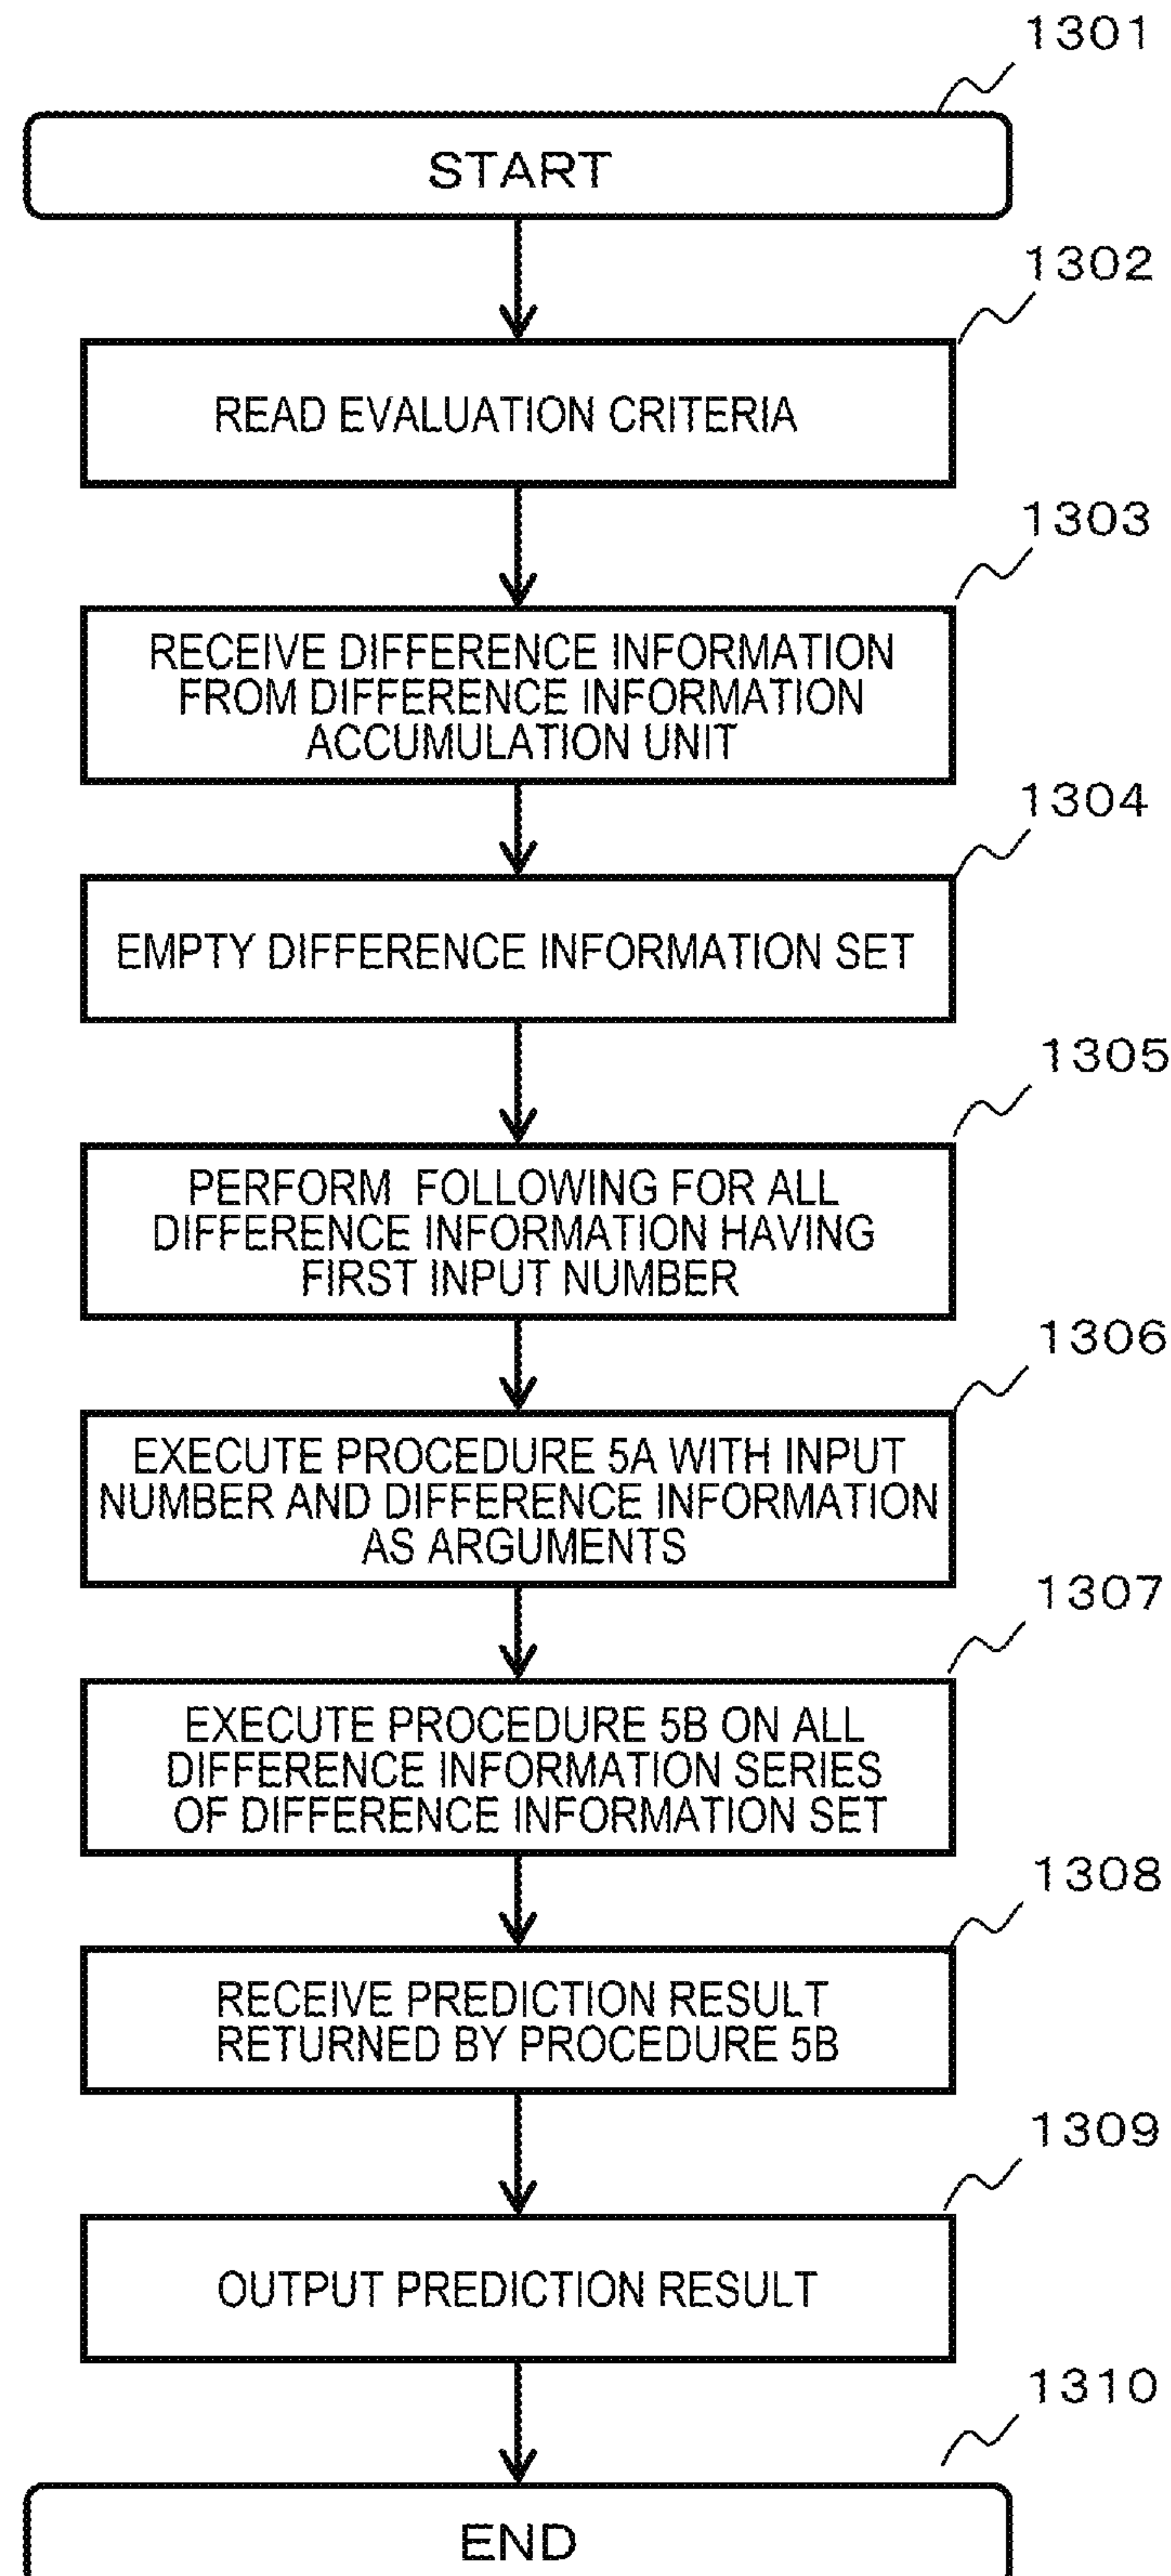 1301
START
1302
READ EVALUATION CRITERIA
1303
RECEIVE DIFFERENCE INFORMATION
FROM DIFFERENCE INFORMATION
ACCUMULATION UNIT
1304
EMPTY DIFFERENCE INFORMATION SET
1305
PERFORM FOLLOWING FOR ALL
DIFFERENCE INFORMATION HAVING
FIRST INPUT NUMBER
1306
EXECUTE PROCEDURE 5A WITH INPUT
NUMBER AND DIFFERENCE INFORMATION
AS ARGUMENTS
1307
EXECUTE PROCEDURE 5B ON ALL
DIFFERENCE INFORMATION SERIES
OF DIFFERENCE INFORMATION SET
1308
RECEIVE PREDICTION RESULT
RETURNED BY PROCEDURE 5B
1309
OUTPUT PREDICTION RESULT
1310
END